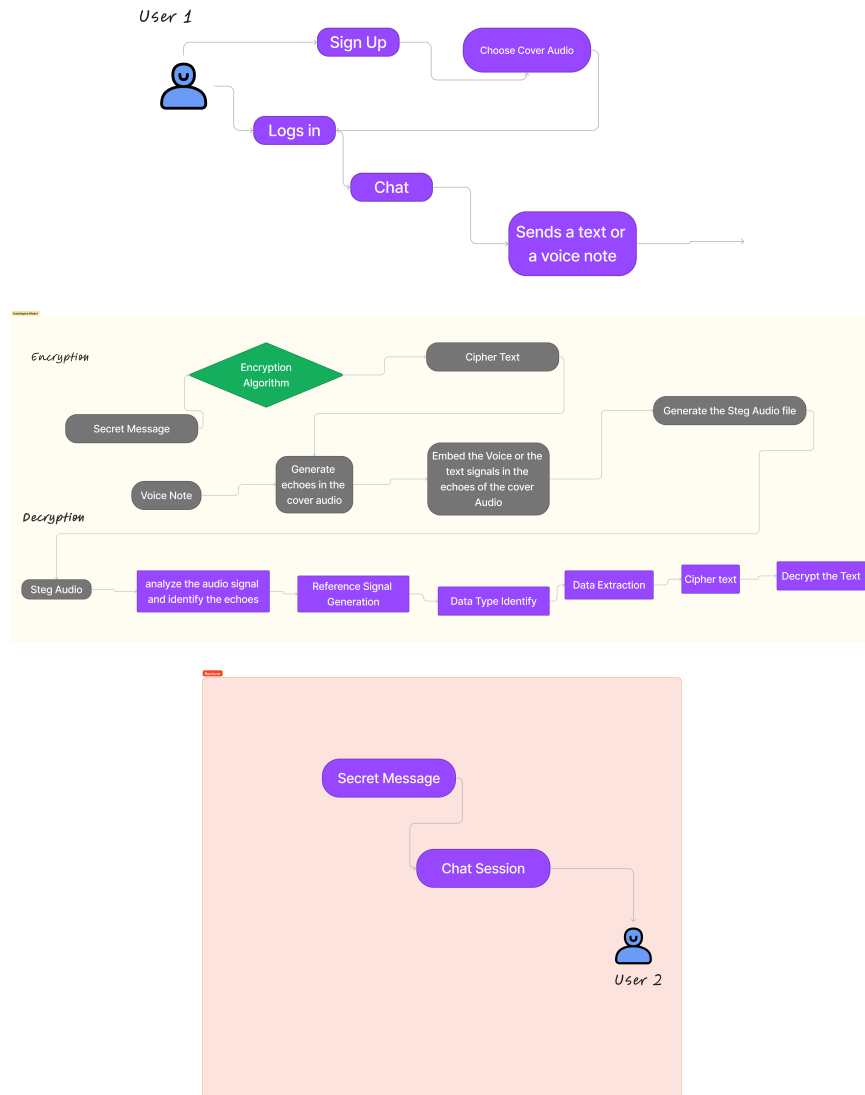 User 1
Sign Up
Choose Cover Audio
Logs in
Chat
Sends a text or
a voice note
Encryption
Encryption
Algorithm
Cipher Text
Secret Message
Generate the Steg Audio file
Generate
echoes in the
cover audio
Embed the Voice or the
text signals in the
echoes of the cover
Audio
Voice Note
Decryption
Steg Audio
analyze the audio signal
and identify the echoes
Reference Signal
Generation
Data Type Identify
Data Extraction
Cipher text
Decrypt the Text
Secret Message
Chat Session
User 2